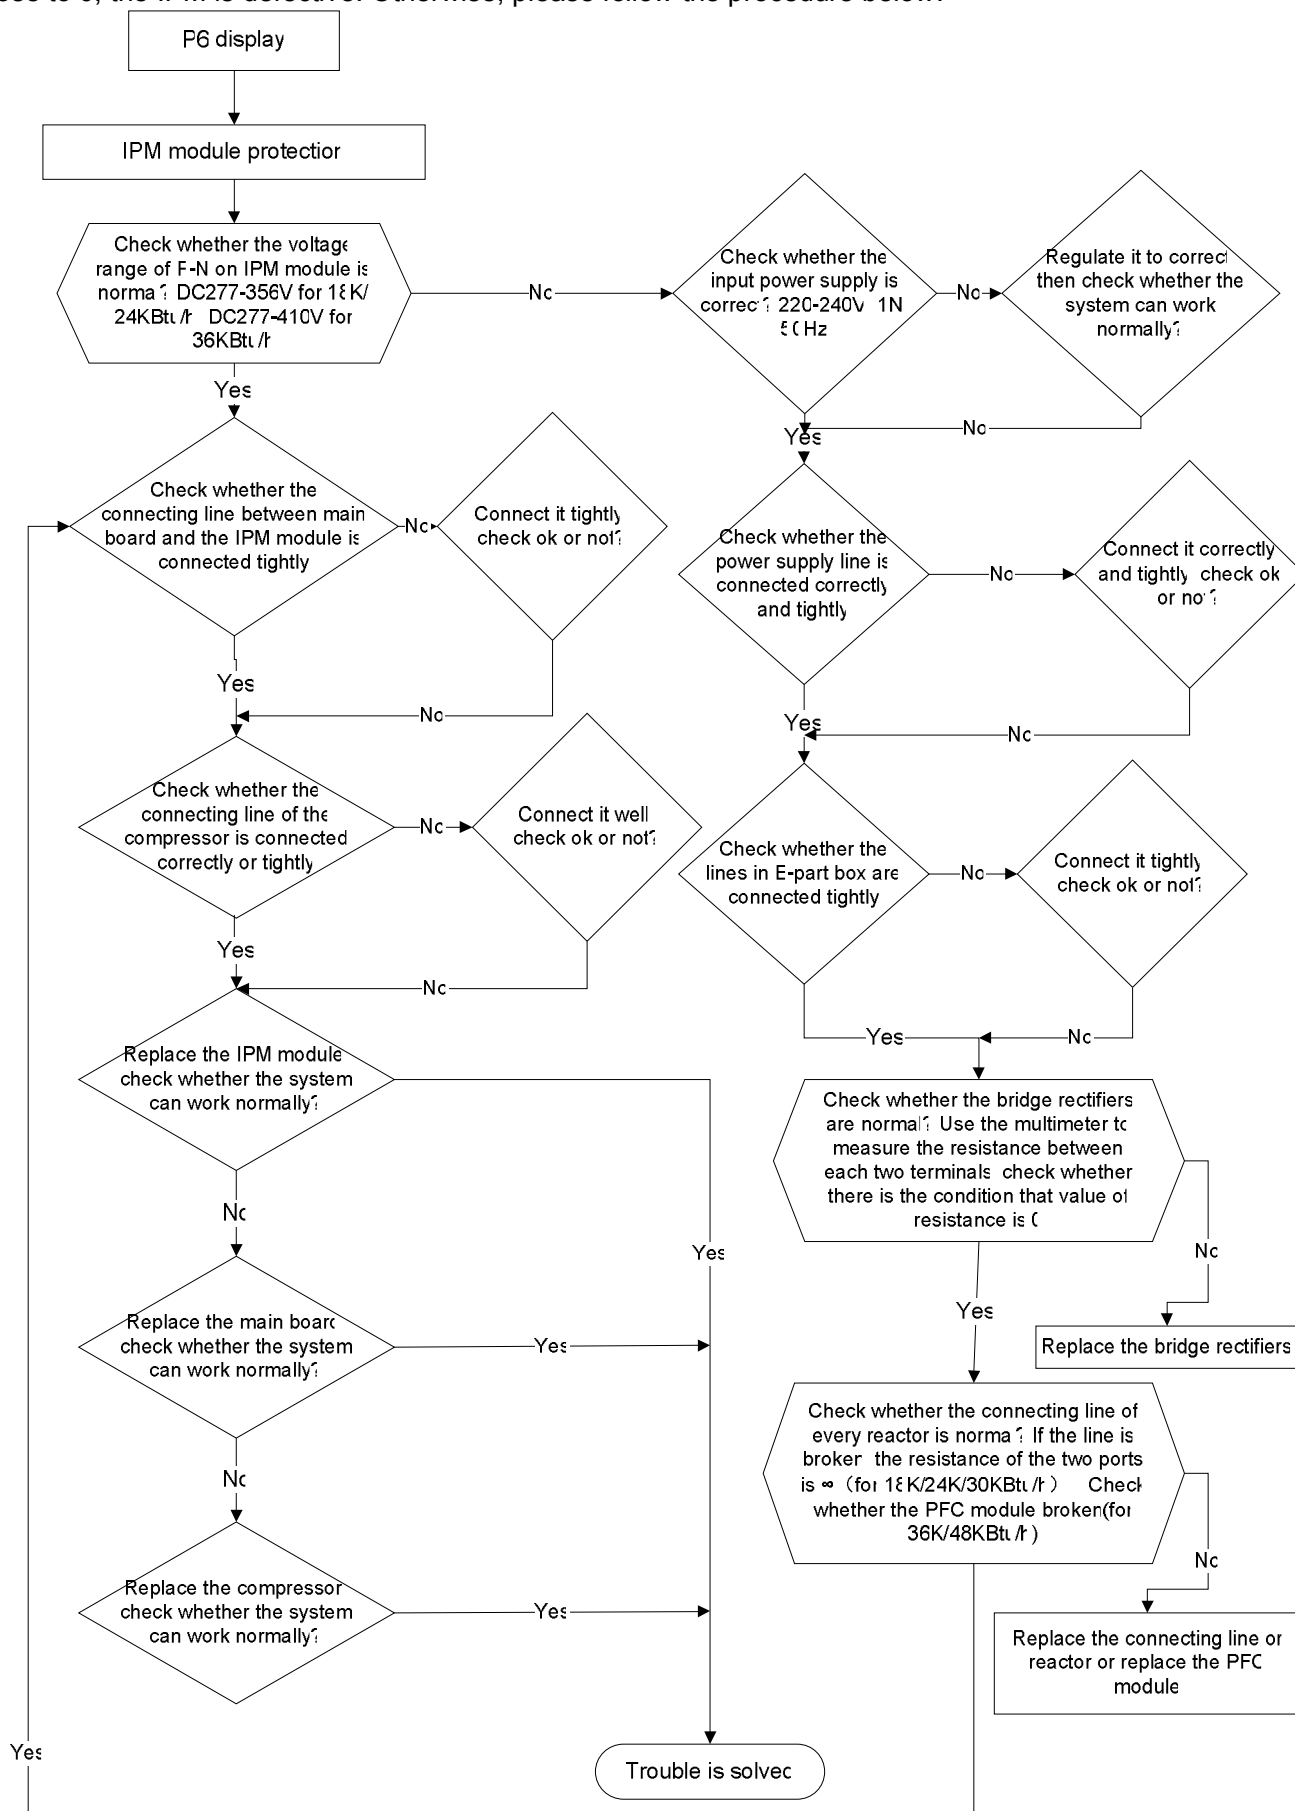 the IPM is defective. Otherwise, please follow the procedure below:
P6 display
IPM module protection
Check whether the voltage
range of P-N on IPM module is
normal? DC277-356V for 18K/
24KBtu/h DC277-410V for
36KBtu/h
No
Check whether the
input power supply is
correct? 220-240V 1N
50Hz
No
Regulate it to correct
then check whether the
system can work
normally?
Yes
Yes
No
Check whether the
connecting line between main
board and the IPM module is
connected tightly
No
Connect it tightly
check ok or not?
Check whether the
power supply line is
connected correctly
and tightly
No
Connect it correctly
and tightly check ok
or not?
Yes
No
Yes
No
Check whether the
connecting line of the
compressor is connected
correctly or tightly
No
Connect it well
check ok or not?
Check whether the
lines in E-part box are
connected tightly
No
Connect it tightly
check ok or not?
Yes
No
Yes
No
Replace the IPM module
check whether the system
can work normally?
Check whether the bridge rectifiers
are normal? Use the multimeter to
measure the resistance between
each two terminals check whether
there is the condition that value of
resistance is 0
No
Yes
No
Yes
Replace the bridge rectifiers
Replace the main board
check whether the system
can work normally?
Yes
Check whether the connecting line of
every reactor is normal? If the line is
broken the resistance of the two ports
is ∞ (for 18K/24K/30KBtu/h) Check
whether the PFC module broken(for
36K/48KBtu/h)
No
No
Replace the compressor
check whether the system
can work normally?
Yes
Replace the connecting line or
reactor or replace the PFC
module
Yes
Trouble is solved